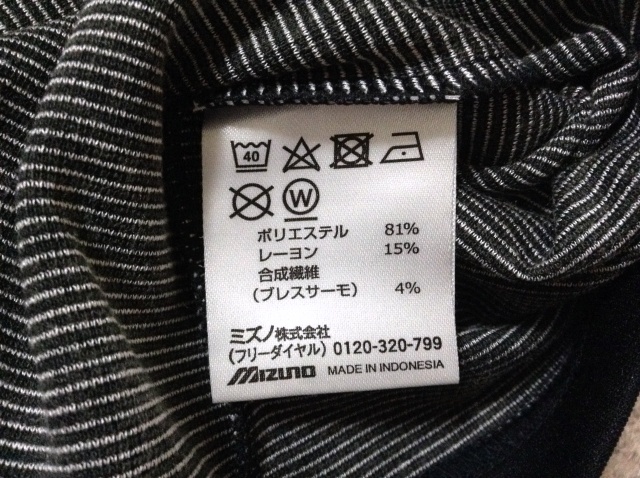 40
W
ポリエステル 81%
レーヨン 15%
合成繊維
(ブレスサーモ) 4%
ミズノ株式会社
(フリーダイヤル) 0120-320-799
MIZUNO MADE IN INDONESIA